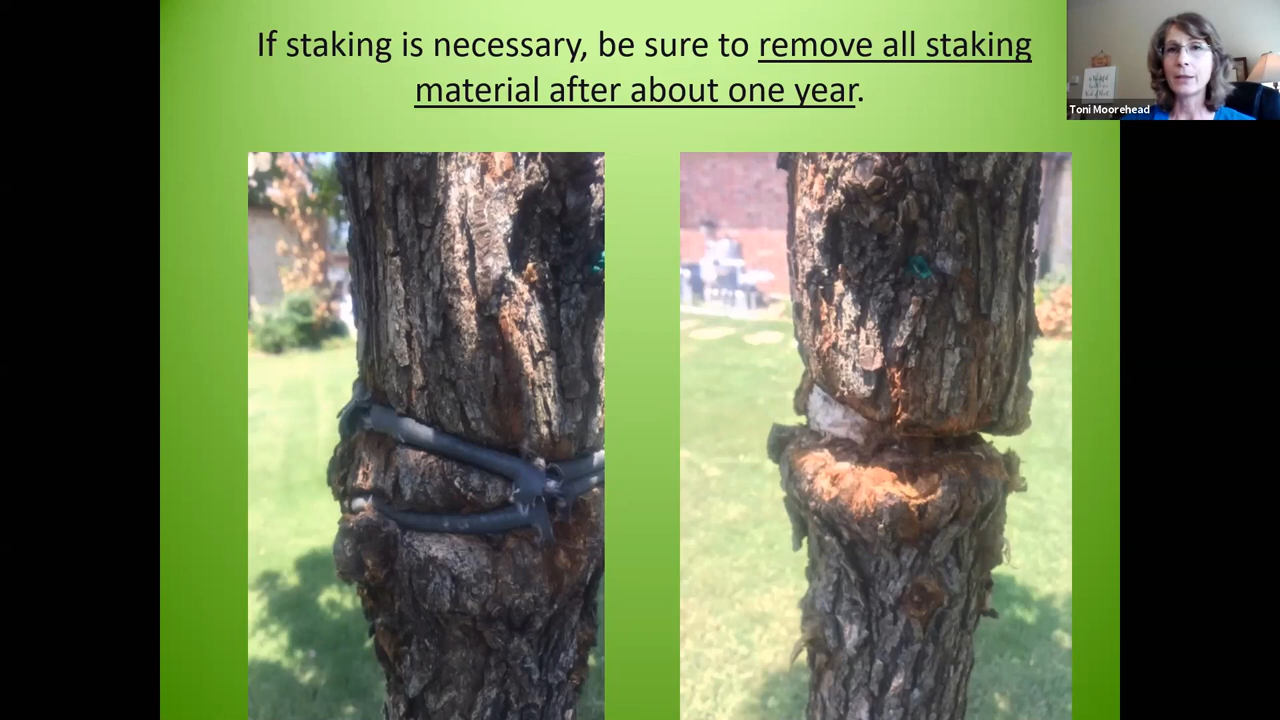 If staking is necessary, be sure to remove all staking
material after about one year.
Toni Moorehead